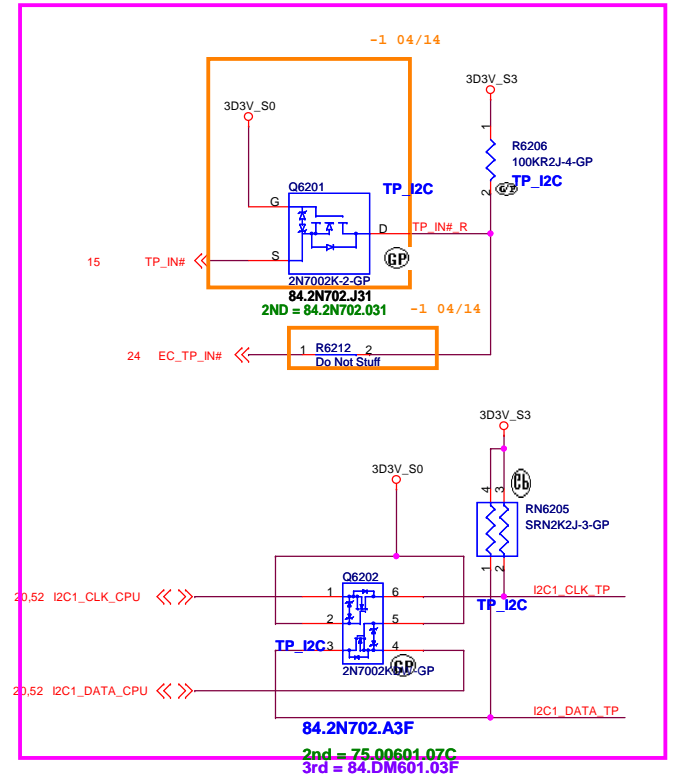 -1 04/14
3D3V_S3
3D3V_S0
1
R6206
100KR2J-4-GP
2
G/P
TP_I2C
Q6201
TP_I2C
G
D
TP_IN#_R
S
15 TP_IN#
GP
2N7002K-2-GP
84.2N702.J31
2ND = 84.2N702.031
-1 04/14
24 EC_TP_IN#
1 R6212 2
Do Not Stuff
3D3V_S3
3D3V_S0
4 3
RN6205
SRN2K2J-3-GP
1 2
Q6202
20,52 I2C1_CLK_CPU
1 6
I2C1_CLK_TP
TP_I2C
2 5
TP_I2C
3 4
GP
20,52 I2C1_DATA_CPU
I2C1_DATA_TP
84.2N702.A3F
2nd = 75.00601.07C
3rd = 84.DM601.03F